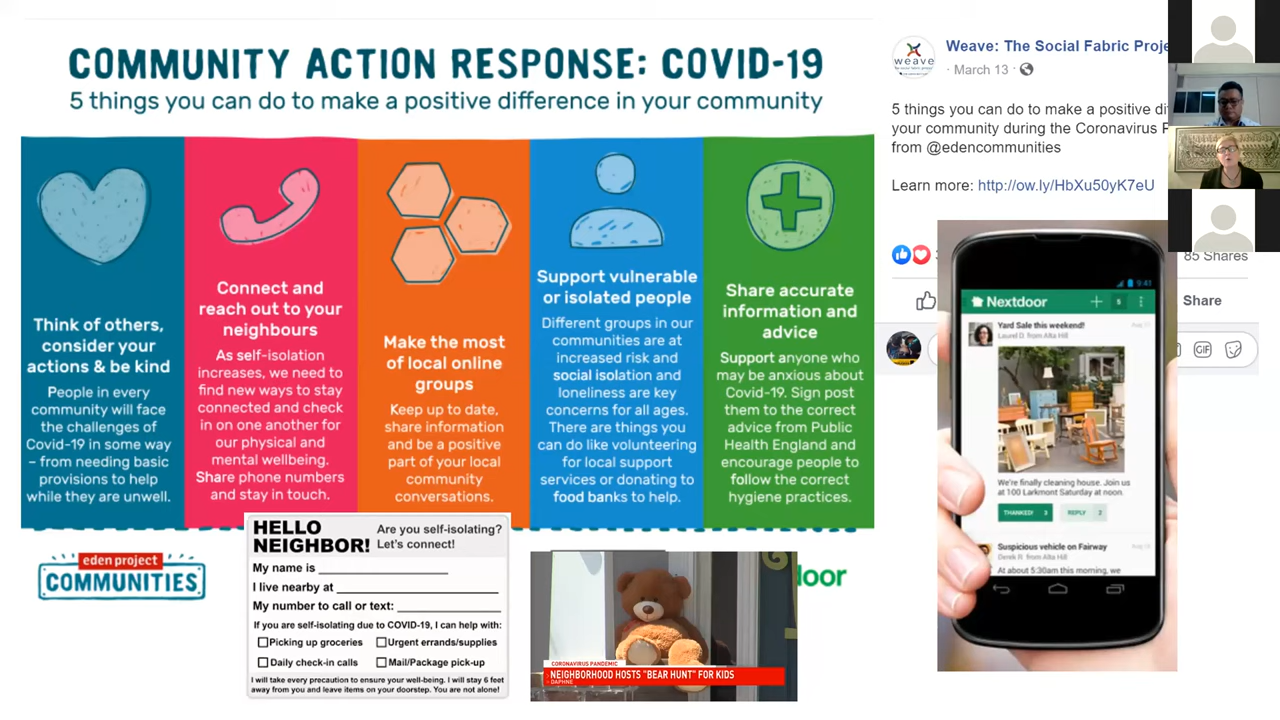 COMMUNITY ACTION RESPONSE: COVID-19
5 things you can do to make a positive difference in your community
Think of others,
consider your
actions & be kind
People in every
community will face
the challenges of
Covid-19 in some way
– from needing basic
provisions to help
while they are unwell.
Connect and
reach out to your
neighbours
As self-isolation
increases, we need to
find new ways to stay
connected and check
in on one another for
our physical and
mental wellbeing.
Share phone numbers
and stay in touch.
Make the most
of local online
groups
Keep up to date,
share information
and be a positive
part of your local
community
conversations.
Support vulnerable
or isolated people
Different groups in our
communities are at
increased risk and
social isolation and
loneliness are key
concerns for all ages.
There are things you
can do like volunteering
for local support
services or donating to
food banks to help.
Share accurate
information and
advice
Support anyone who
may be anxious about
Covid-19. Sign post
them to the correct
advice from Public
Health England and
encourage people to
follow the correct
hygiene practices.
eden project
COMMUNITIES
door
HELLO
NEIGHBOR!
Are you self-isolating?
Let's connect!
My name is
I live nearby at
My number to call or text:
If you are self-isolating due to COVID-19, I can help with:
Picking up groceries
Urgent errands/supplies
Daily check-in calls
Mail/Package pick-up
I will take every precaution to ensure your well-being. I will stay 6 feet
away from you and leave items on your doorstep. You are not alone!
CORONAVIRUS PANDEMIC
NEIGHBORHOOD HOSTS "BEAR HUNT" FOR KIDS
DAPHNE
Weave: The Social Fabric Proje
weave
· March 13 ·
5 things you can do to make a positive di
your community during the Coronavirus P
from @edencommunities
Learn more: http://ow.ly/HbXu50yK7eU
85 Shares
Share
GIF
9:41
Nextdoor
5
Yard Sale this weekend!
Laurel D. from Alta Hill
We're finally cleaning house. Join us
at 100 Larkmont Saturday at noon.
THANKED! 3
REPLY 2
Suspicious vehicle on Fairway
Derek R. from Alta Hill
At about 5:30am this morning, we